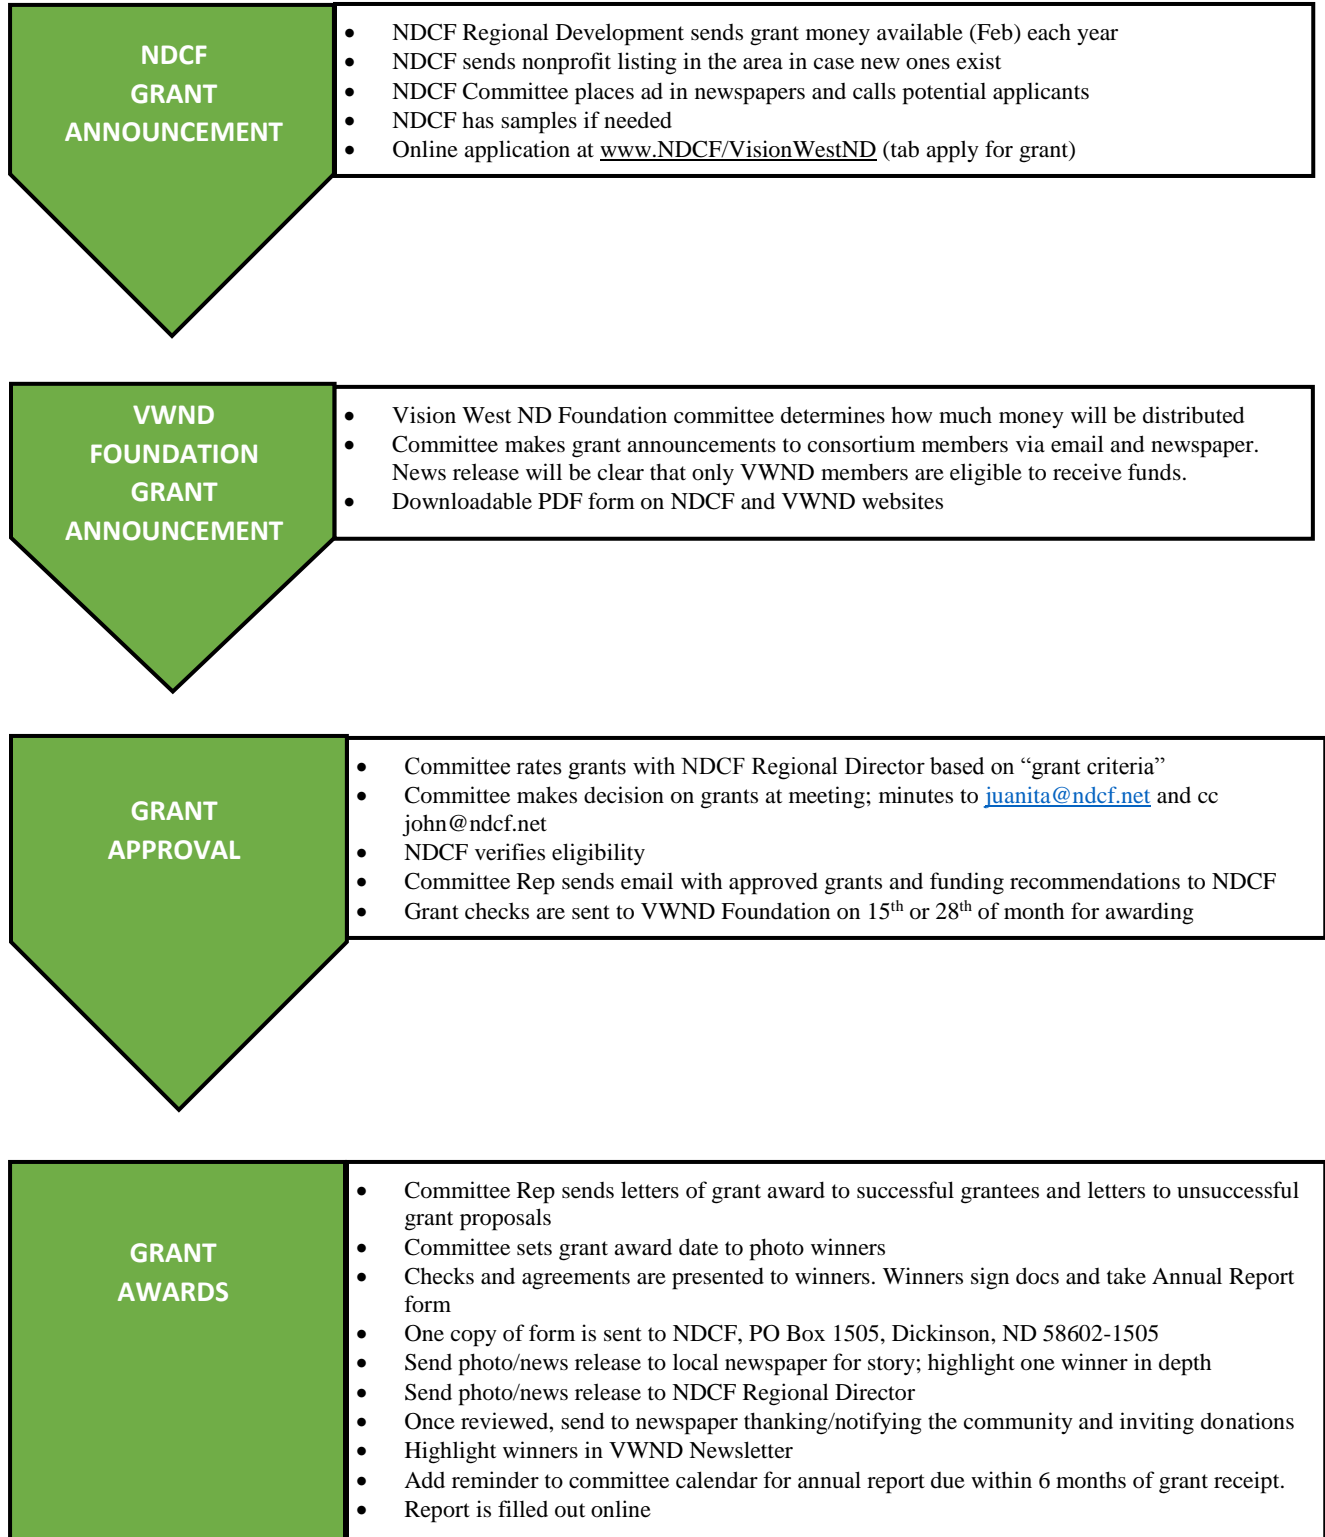 NDCF
GRANT
ANNOUNCEMENT
• NDCF Regional Development sends grant money available (Feb) each year
• NDCF sends nonprofit listing in the area in case new ones exist
• NDCF Committee places ad in newspapers and calls potential applicants
• NDCF has samples if needed
• Online application at www.NDCF/VisionWestND (tab apply for grant)
VWND
FOUNDATION
GRANT
ANNOUNCEMENT
• Vision West ND Foundation committee determines how much money will be distributed
• Committee makes grant announcements to consortium members via email and newspaper.
News release will be clear that only VWND members are eligible to receive funds.
• Downloadable PDF form on NDCF and VWND websites
GRANT
APPROVAL
• Committee rates grants with NDCF Regional Director based on “grant criteria”
• Committee makes decision on grants at meeting; minutes to juanita@ndcf.net and cc
john@ndcf.net
• NDCF verifies eligibility
• Committee Rep sends email with approved grants and funding recommendations to NDCF
• Grant checks are sent to VWND Foundation on 15th or 28th of month for awarding
GRANT
AWARDS
• Committee Rep sends letters of grant award to successful grantees and letters to unsuccessful
grant proposals
• Committee sets grant award date to photo winners
• Checks and agreements are presented to winners. Winners sign docs and take Annual Report
form
• One copy of form is sent to NDCF, PO Box 1505, Dickinson, ND 58602-1505
• Send photo/news release to local newspaper for story; highlight one winner in depth
• Send photo/news release to NDCF Regional Director
• Once reviewed, send to newspaper thanking/notifying the community and inviting donations
• Highlight winners in VWND Newsletter
• Add reminder to committee calendar for annual report due within 6 months of grant receipt.
• Report is filled out online